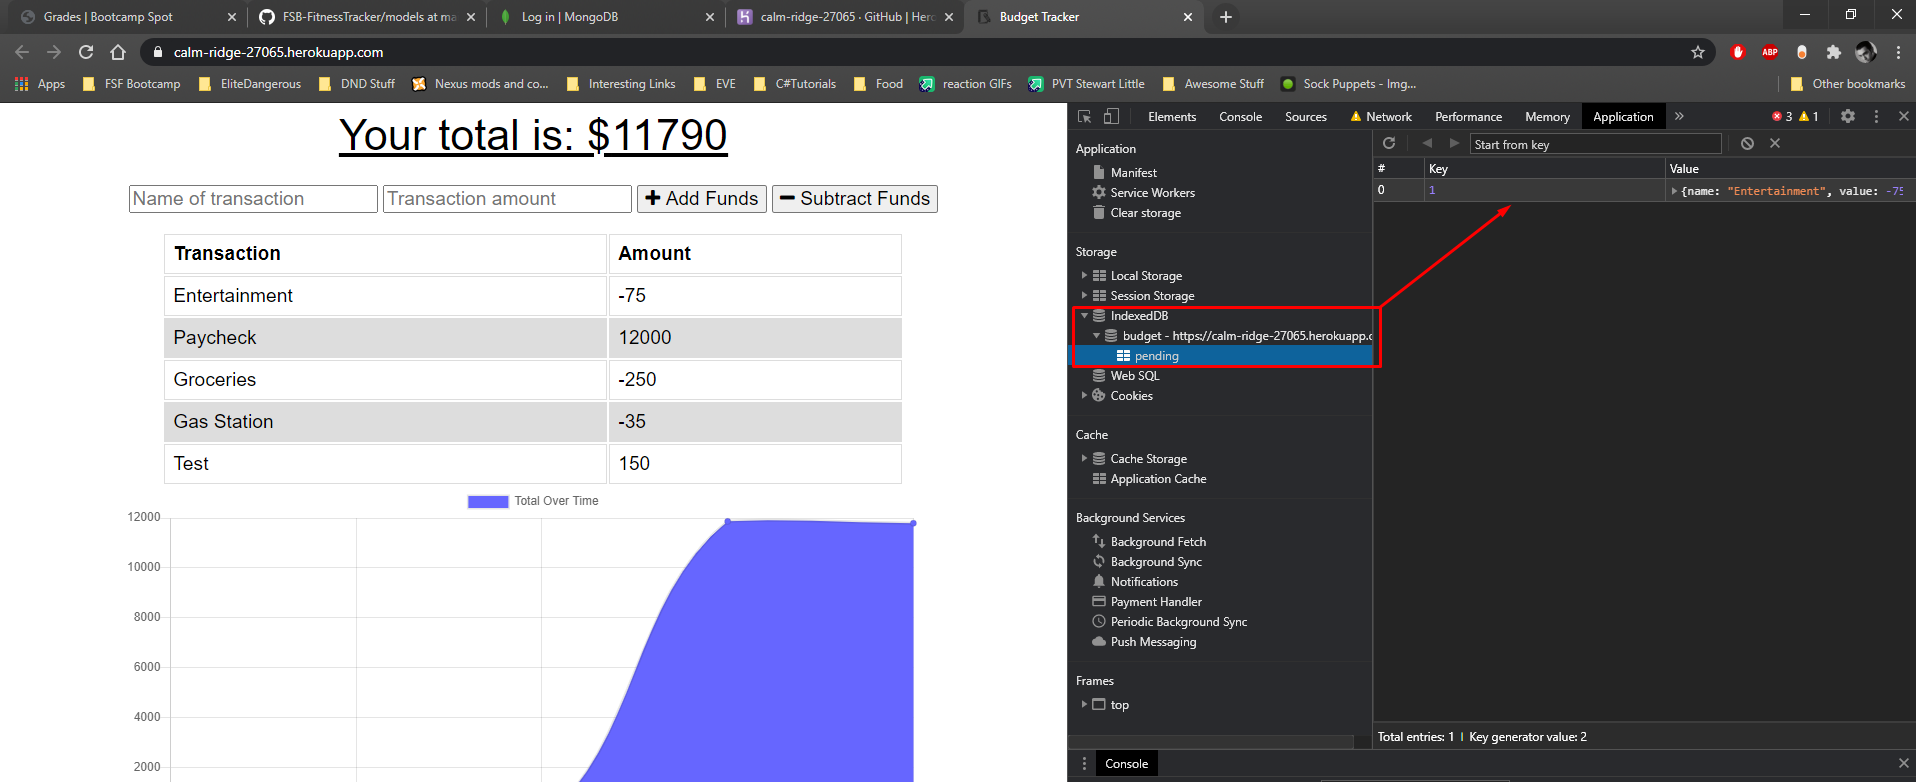 Grades | Bootcamp Spot
FSB-FitnessTracker/models at ma
Log in | MongoDB
calm-ridge-27065 · GitHub | Hero
Budget Tracker
calm-ridge-27065.herokuapp.com
ABP
Apps
FSF Bootcamp
EliteDangerous
DND Stuff
Nexus mods and co...
Interesting Links
EVE
C#Tutorials
Food
reaction GIFs
PVT Stewart Little
Awesome Stuff
Sock Puppets - Img...
Other bookmarks
Your total is: $11790
Name of transaction
Transaction amount
Add Funds
Subtract Funds
Transaction Amount
Entertainment -75
Paycheck 12000
Groceries -250
Gas Station -35
Test 150
Total Over Time
12000
10000
8000
6000
4000
2000
Elements Console Sources Network Performance Memory Application » 3 1
Application
Manifest
Service Workers
Clear storage
Storage
Local Storage
Session Storage
IndexedDB
budget - https://calm-ridge-27065.herokuapp.c
pending
Web SQL
Cookies
Cache
Cache Storage
Application Cache
Background Services
Background Fetch
Background Sync
Notifications
Payment Handler
Periodic Background Sync
Push Messaging
Frames
top
Start from key
# Key Value
0 1 {name: "Entertainment", value: -75
Total entries: 1 Key generator value: 2
Console